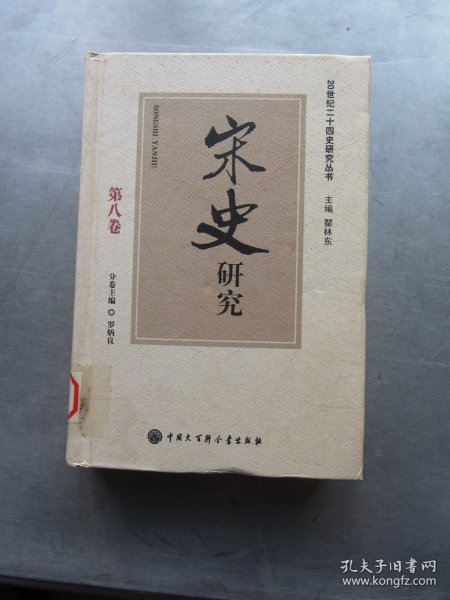 20世纪二十四史研究丛书
主编 瞿林东
宋史
研究
SONGSHI YANJIU
第八卷
分卷主编◎罗炳良
中国大百科全书出版社
孔夫子旧书网
www.kongfz.com